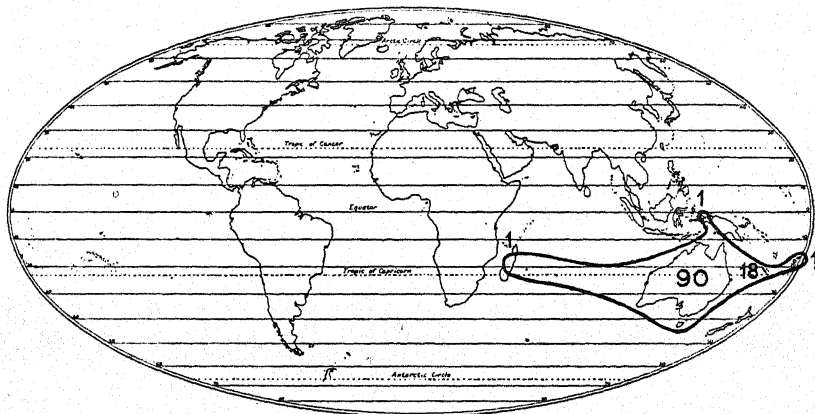 Arctic Circle
Tropic of Cancer
Equator
1
1
1
Tropic of Capricorn
90
18
Antarctic Circle